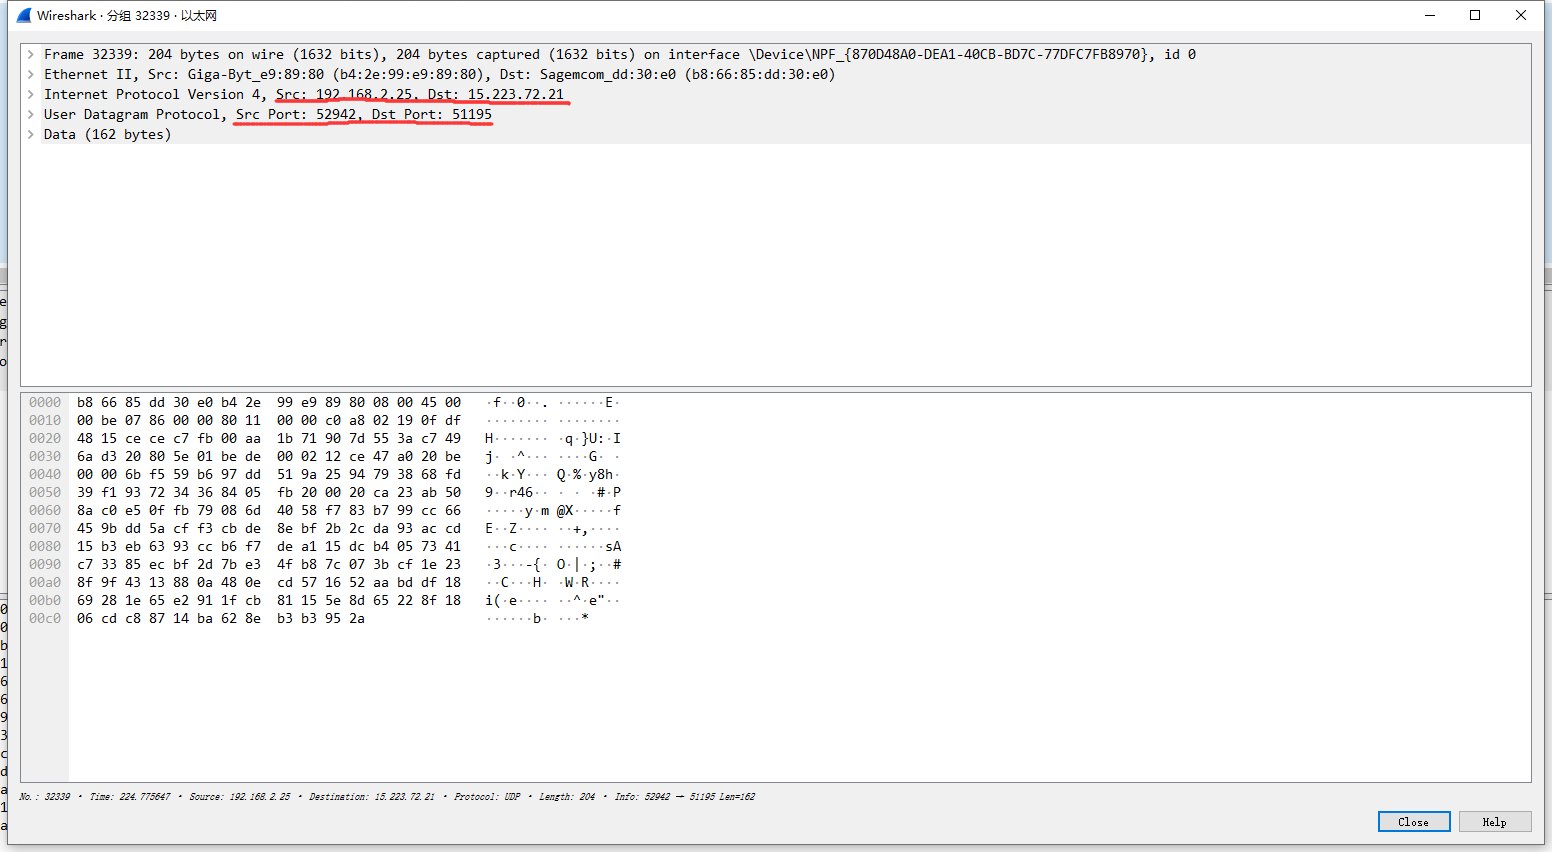 Wireshark · 分组 32339 · 以太网
Frame 32339: 204 bytes on wire (1632 bits), 204 bytes captured (1632 bits) on interface \Device\NPF_{870D48A0-DEA1-40CB-BD7C-77DFC7FB8970}, id 0
Ethernet II, Src: Giga-Byt_e9:89:80 (b4:2e:99:e9:89:80), Dst: Sagemcom_dd:30:e0 (b8:66:85:dd:30:e0)
Internet Protocol Version 4, Src: 192.168.2.25, Dst: 15.223.72.21
User Datagram Protocol, Src Port: 52942, Dst Port: 51195
Data (162 bytes)
0000 b8 66 85 dd 30 e0 b4 2e 99 e9 89 80 08 00 45 00 ·f··0··. ······E·
0010 00 be 07 86 00 00 80 11 00 00 c0 a8 02 19 0f df ········ ········
0020 48 15 ce ce c7 fb 00 aa 1b 71 90 7d 55 3a c7 49 H······· ·q·}U:·I
0030 6a d3 20 80 5e 01 be de 00 02 12 ce 47 a0 20 be j· ·^··· ····G· ·
0040 00 00 6b f5 59 b6 97 dd 51 9a 25 94 79 38 68 fd ··k·Y··· Q·%·y8h·
0050 39 f1 93 72 34 36 84 05 fb 20 00 20 ca 23 ab 50 9··r46·· · · ·#·P
0060 8a c0 e5 0f fb 79 08 6d 40 58 f7 83 b7 99 cc 66 ·····y·m @X·····f
0070 45 9b dd 5a cf f3 cb de 8e bf 2b 2c da 93 ac cd E··Z···· ··+,····
0080 15 b3 eb 63 93 cc b6 f7 de a1 15 dc b4 05 73 41 ···c···· ······sA
0090 c7 33 85 ec bf 2d 7b e3 4f b8 7c 07 3b cf 1e 23 ·3···-{· O·|·;··#
00a0 8f 9f 43 13 88 0a 48 0e cd 57 16 52 aa bd df 18 ··C···H· ·W·R····
00b0 69 28 1e 65 e2 91 1f cb 81 15 5e 8d 65 22 8f 18 i(·e···· ··^·e"··
00c0 06 cd c8 87 14 ba 62 8e b3 b3 95 2a ······b· ···*
No.: 32339 · Time: 224.775647 · Source: 192.168.2.25 · Destination: 15.223.72.21 · Protocol: UDP · Length: 204 · Info: 52942 → 51195 Len=162
Close Help